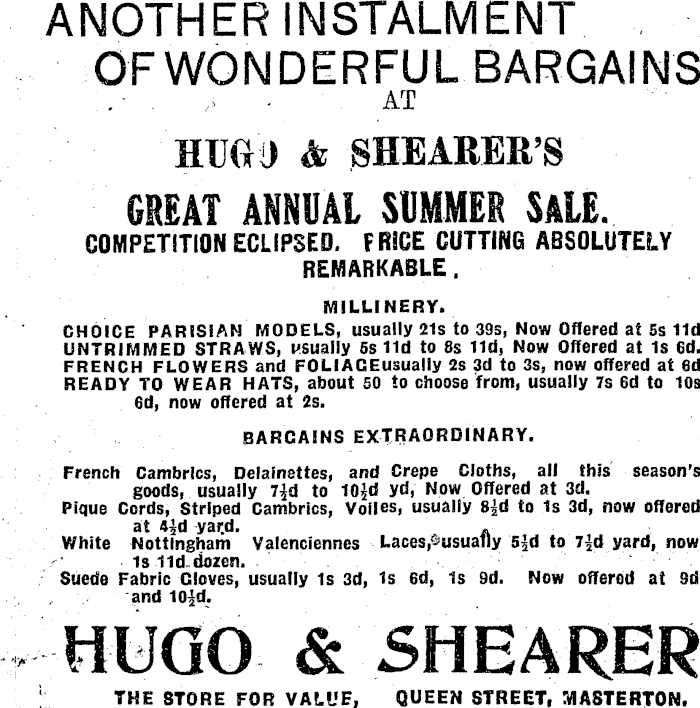 ANOTHER INSTALMENT
OF WONDERFUL BARGAINS
AT
HUGO & SHEARER'S
GREAT ANNUAL SUMMER SALE.
COMPETITION ECLIPSED. PRICE CUTTING ABSOLUTELY
REMARKABLE.
MILLINERY.
CHOICE PARISIAN MODELS, usually 21s to 39s, Now Offered at 5s 11d
UNTRIMMED STRAWS, usually 5s 11d to 8s 11d, Now Offered at 1s 6d.
FRENCH FLOWERS and FOLIAGE usually 2s 3d to 3s, now offered at 6d
READY TO WEAR HATS, about 50 to choose from, usually 7s 6d to 10s
6d, now offered at 2s.
BARGAINS EXTRAORDINARY.
French Cambrics, Delainettes, and Crepe Cloths, all this season's
goods, usually 7½d to 10½d yd, Now Offered at 3d.
Pique Cords, Striped Cambrics, Voiles, usually 8½d to 1s 3d, now offered
at 4½d yard.
White Nottingham Valenciennes Laces, usually 5½d to 7½d yard, now
1s 11d dozen.
Suede Fabric Gloves, usually 1s 3d, 1s 6d, 1s 9d. Now offered at 9d
and 10½d.
HUGO & SHEARER
THE STORE FOR VALUE, QUEEN STREET, MASTERTON.